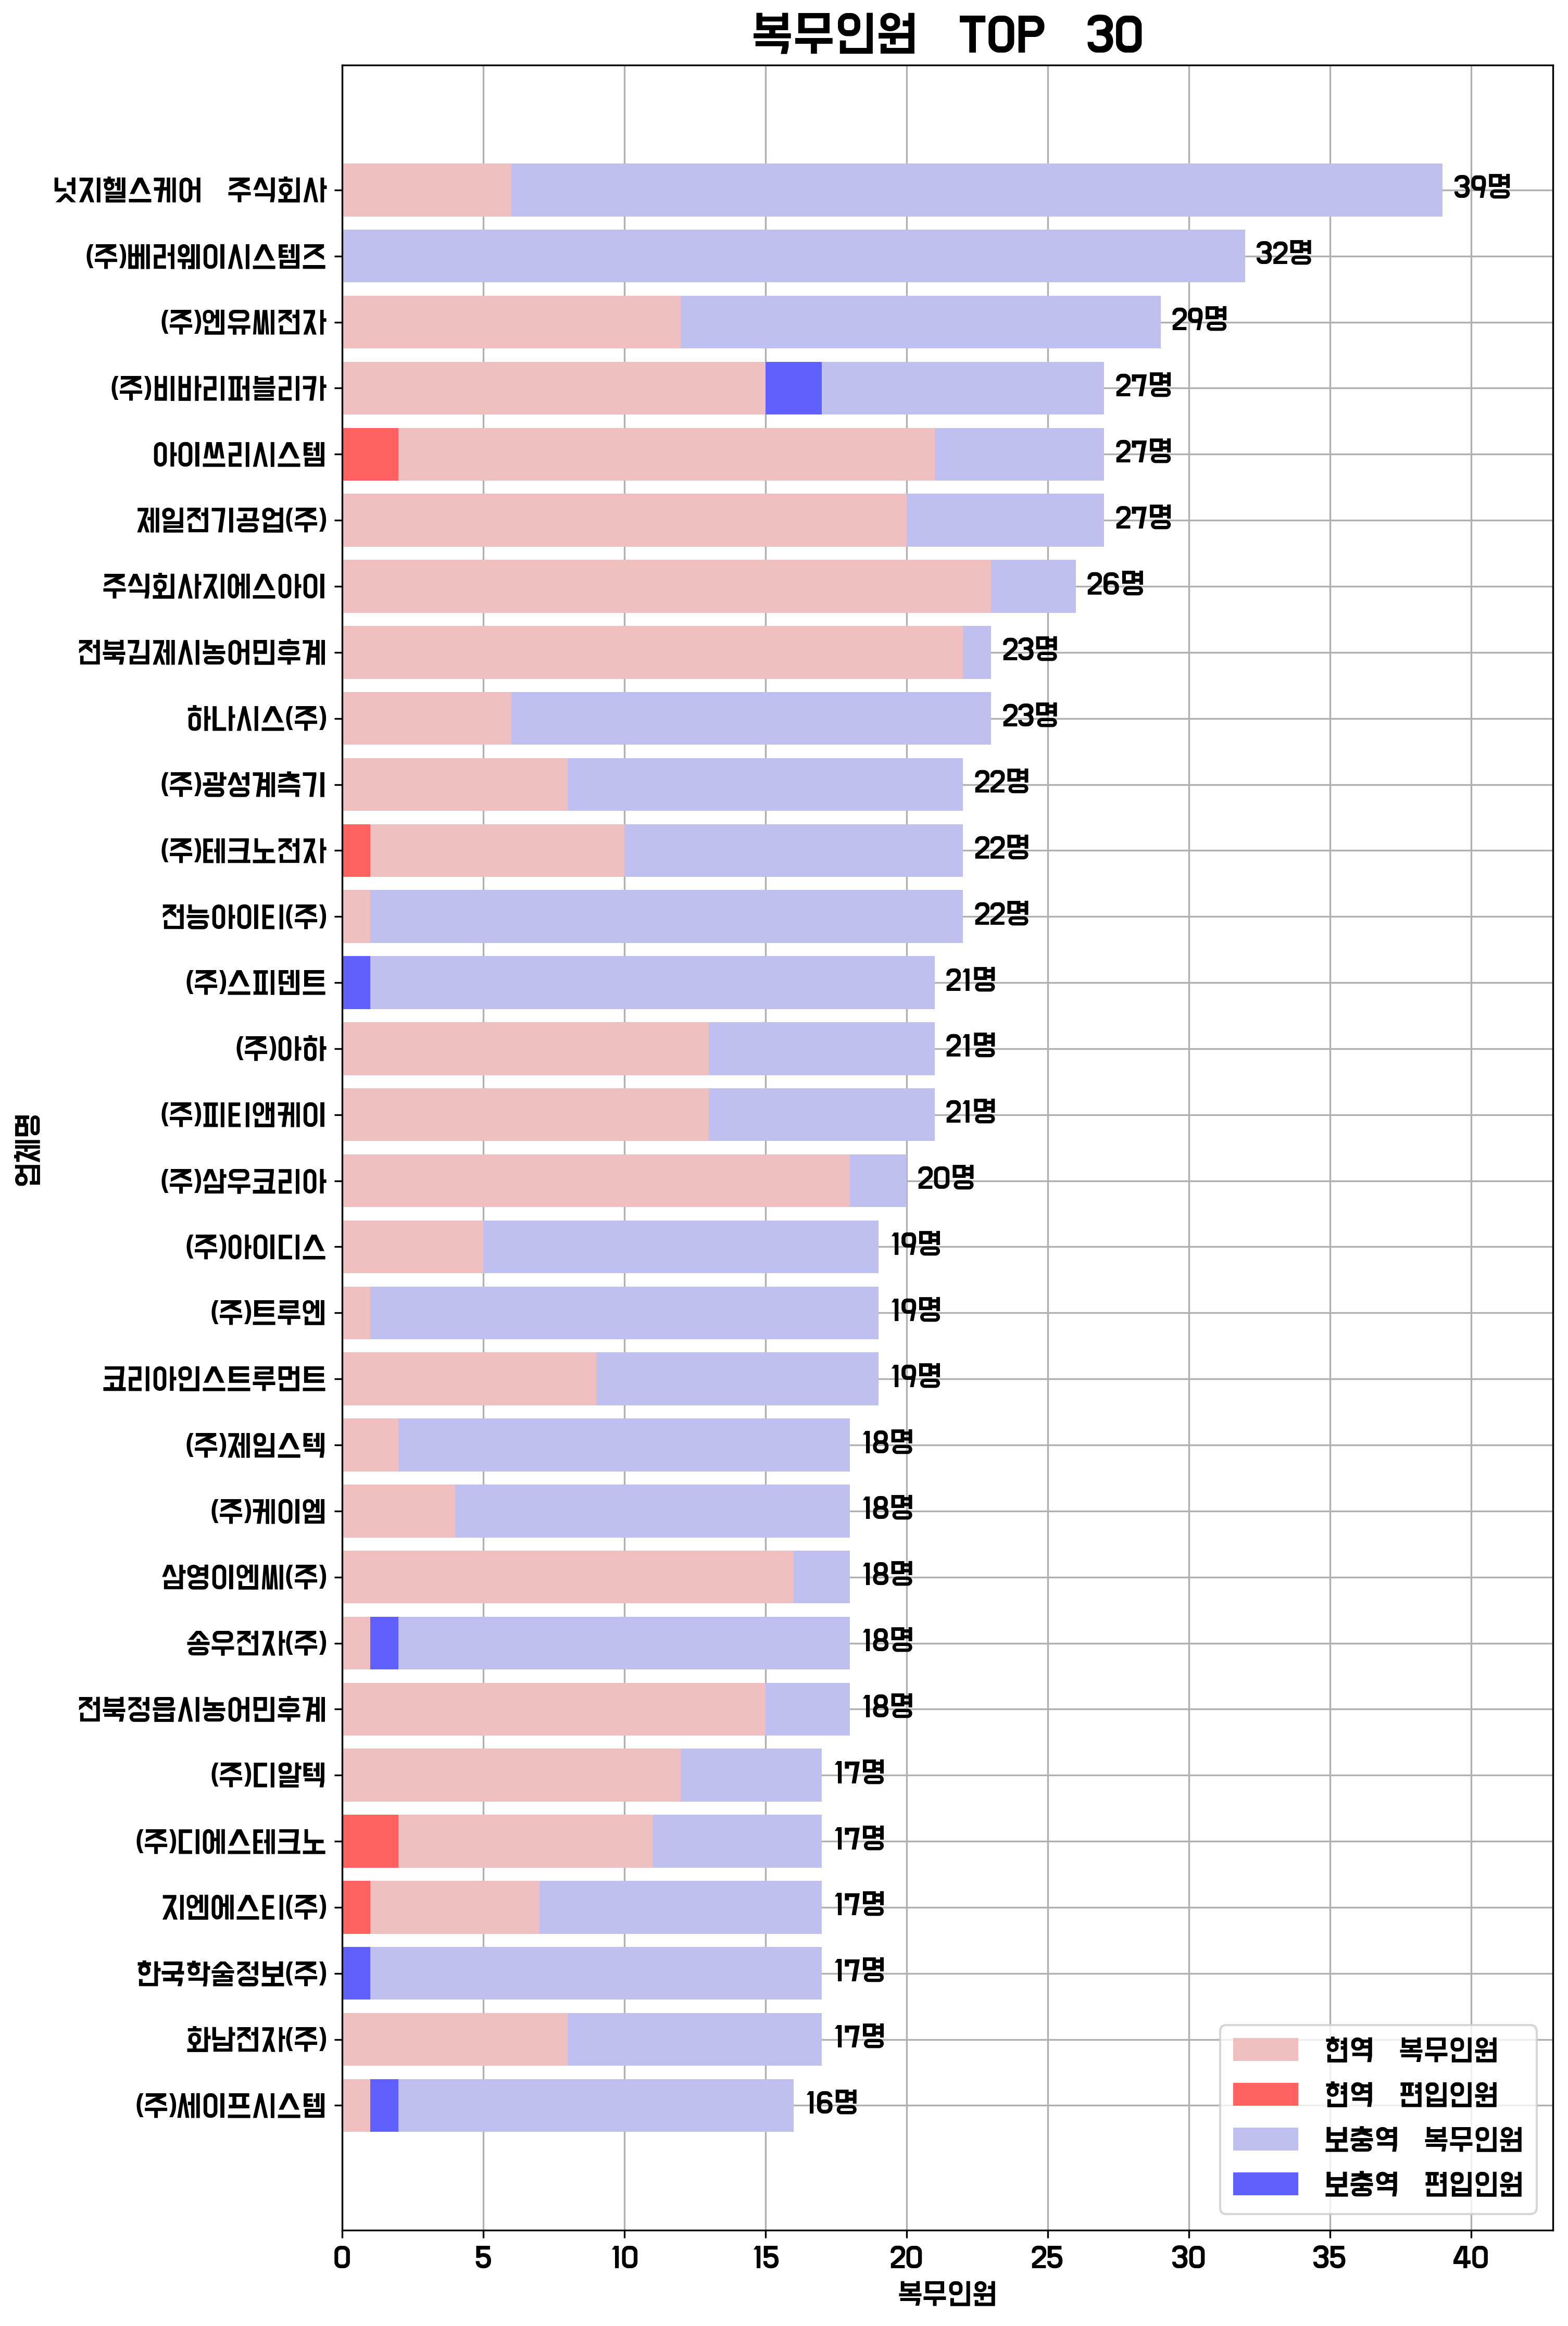 복무인원 TOP 30
넛지헬스케어 주식회사 39명
(주)베러웨이시스템즈 32명
(주)엔유씨전자 29명
(주)비바리퍼블리카 27명
아이쓰리시스템 27명
제일전기공업(주) 27명
주식회사지에스아이 26명
전북김제시농어민후계 23명
하나시스(주) 23명
(주)광성계측기 22명
(주)테크노전자 22명
전능아이티(주) 22명
(주)스피덴트 21명
(주)아하 21명
(주)피티앤케이 21명
(주)삼우코리아 20명
(주)아이디스 19명
(주)트루엔 19명
코리아인스트루먼트 19명
(주)제임스텍 18명
(주)케이엠 18명
삼영이엔씨(주) 18명
송우전자(주) 18명
전북정읍시농어민후계 18명
(주)디알텍 17명
(주)디에스테크노 17명
지엔에스티(주) 17명
한국학술정보(주) 17명
화남전자(주) 17명
(주)세이프시스템 16명
업체명
현역 복무인원
현역 편입인원
보충역 복무인원
보충역 편입인원
0 5 10 15 20 25 30 35 40
복무인원